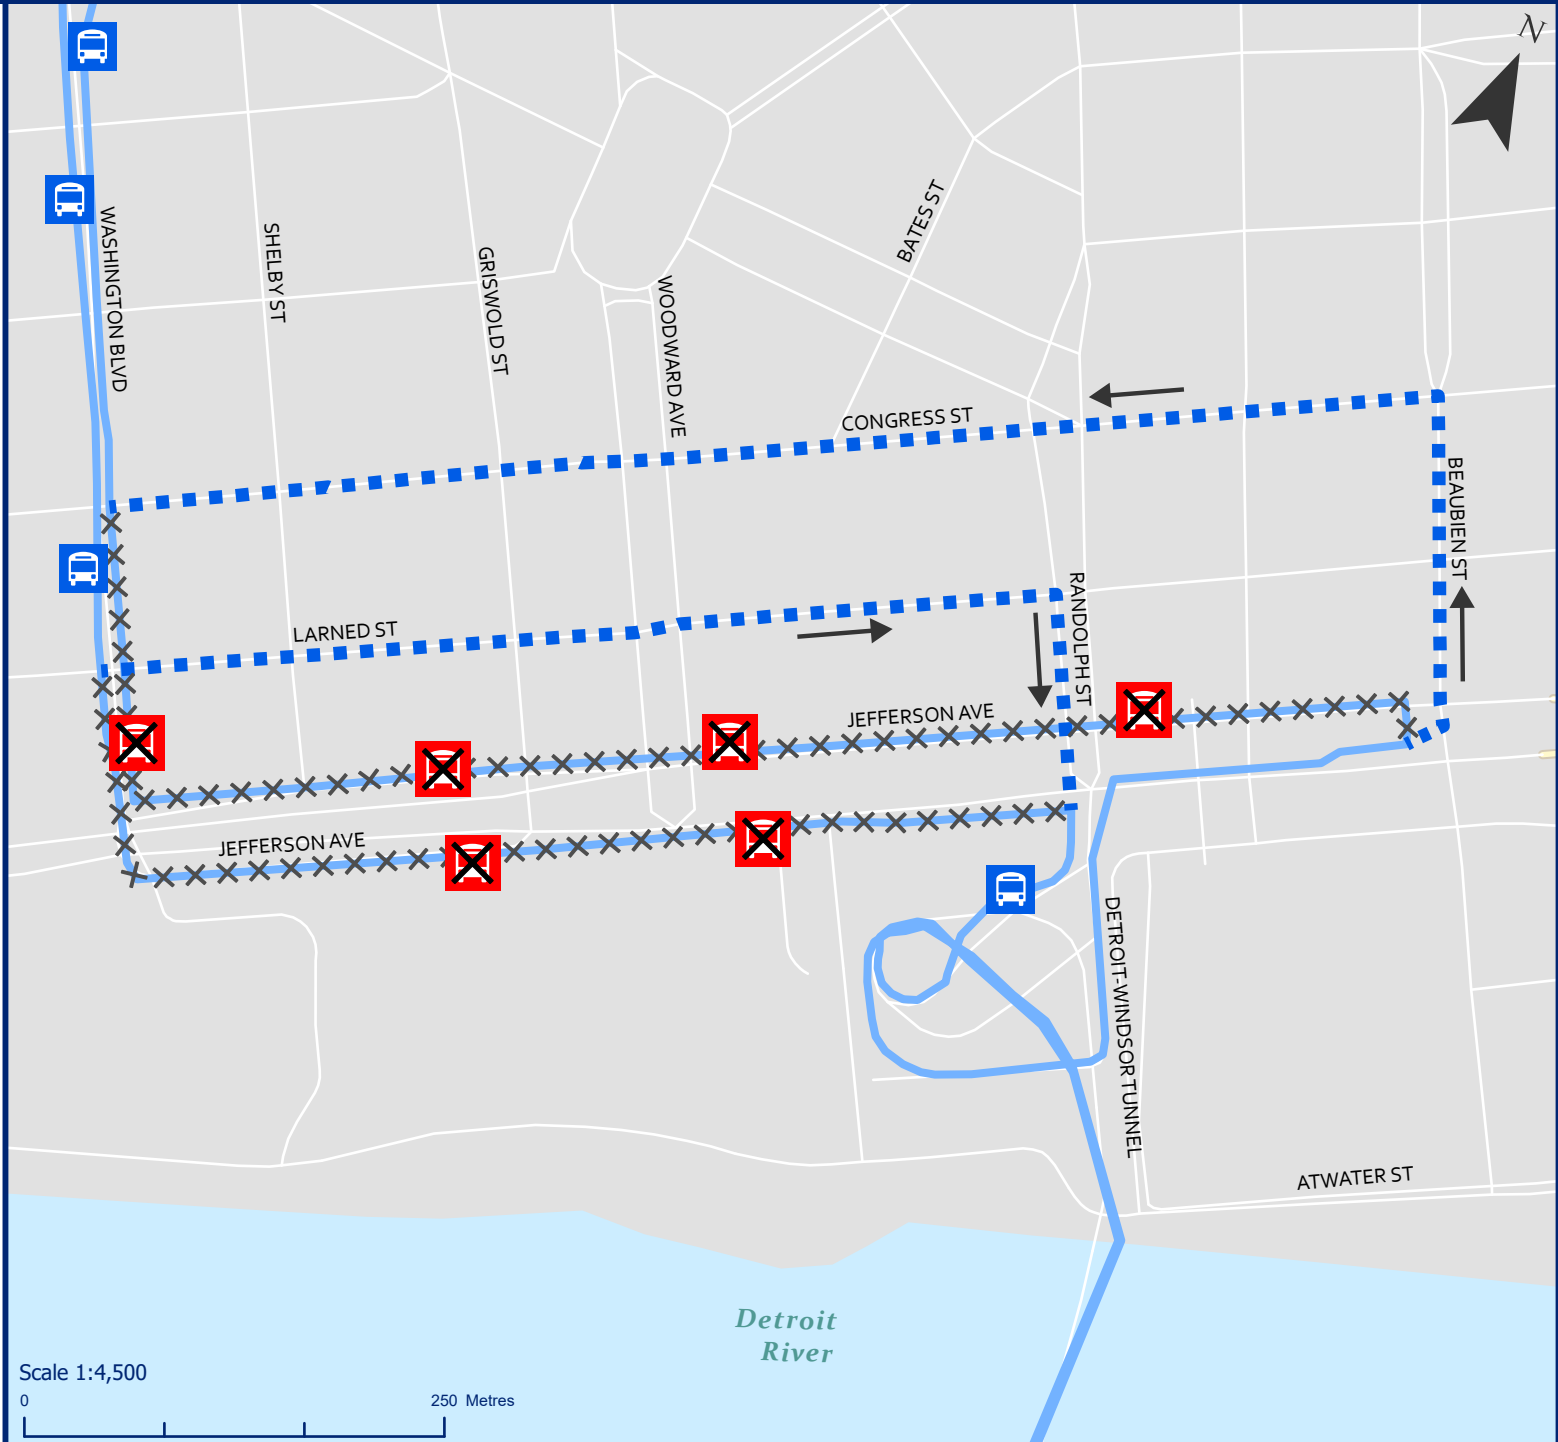 N
WASHINGTON BLVD
SHELBY ST
GRISWOLD ST
WOODWARD AVE
BATES ST
CONGRESS ST
BEAUBIEN ST
LARNED ST
RANDOLPH ST
JEFFERSON AVE
JEFFERSON AVE
DETROIT-WINDSOR TUNNEL
ATWATER ST
Detroit
River
Scale 1:4,500
0 250 Metres